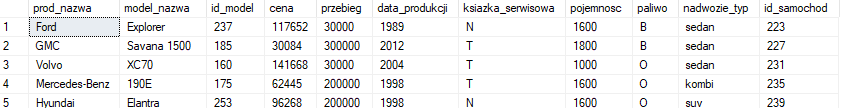 prod_nazwa model_nazwa id_model cena przebieg data_produkcji ksiazka_serwisowa pojemnosc paliwo nadwozie_typ id_samochod
1 Ford Explorer 237 117652 30000 1989 N 1600 B sedan 223
2 GMC Savana 1500 185 30084 300000 2012 T 1800 B sedan 227
3 Volvo XC70 160 141668 30000 2004 T 1000 O sedan 231
4 Mercedes-Benz 190E 175 62445 200000 1998 T 1600 O kombi 235
5 Hyundai Elantra 253 96268 200000 1998 N 1800 O suv 239